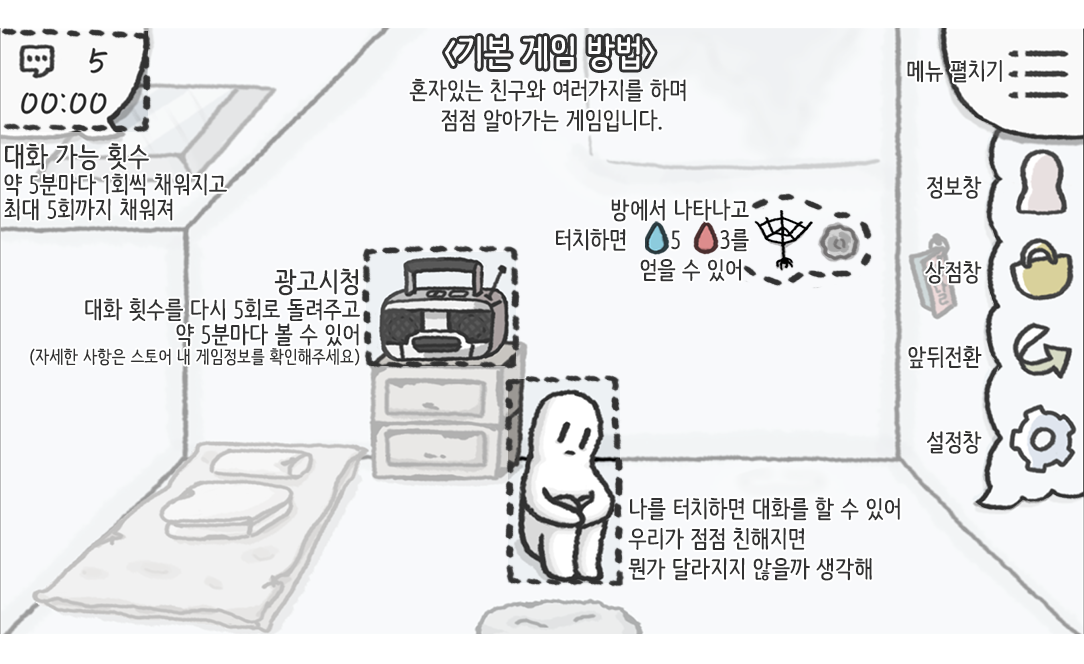 <기본 게임 방법>
혼자있는 친구와 여러가지를 하며
점점 알아가는 게임입니다.
5
00:00
대화 가능 횟수
약 5분마다 1회씩 채워지고
최대 5회까지 채워져
메뉴 펼치기
정보창
상점창
앞뒤전환
설정창
방에서 나타나고
터치하면 5 3를
얻을 수 있어
광고시청
대화 횟수를 다시 5회로 돌려주고
약 5분마다 볼 수 있어
(자세한 사항은 스토어 내 게임정보를 확인해주세요)
나를 터치하면 대화를 할 수 있어
우리가 점점 친해지면
뭔가 달라지지 않을까 생각해